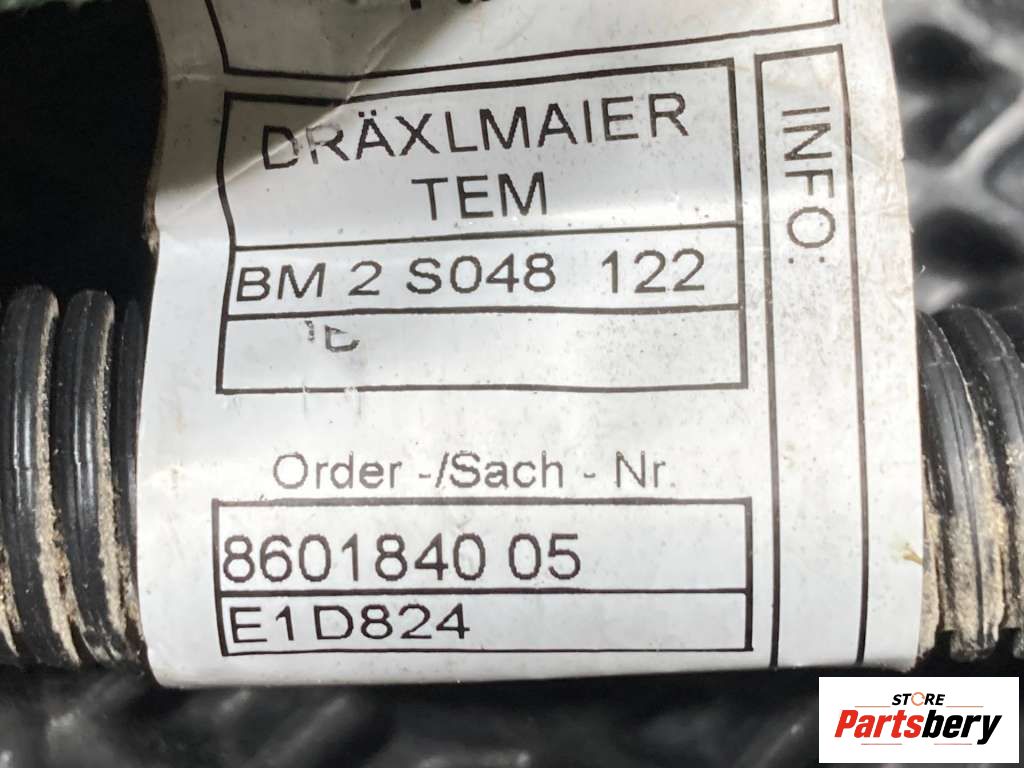 DRÄXLMAIER
TEM
BM 2 S048 122
INFO:
Order -/Sach - Nr.
8601840 05
E1D824
STORE
Partsbery